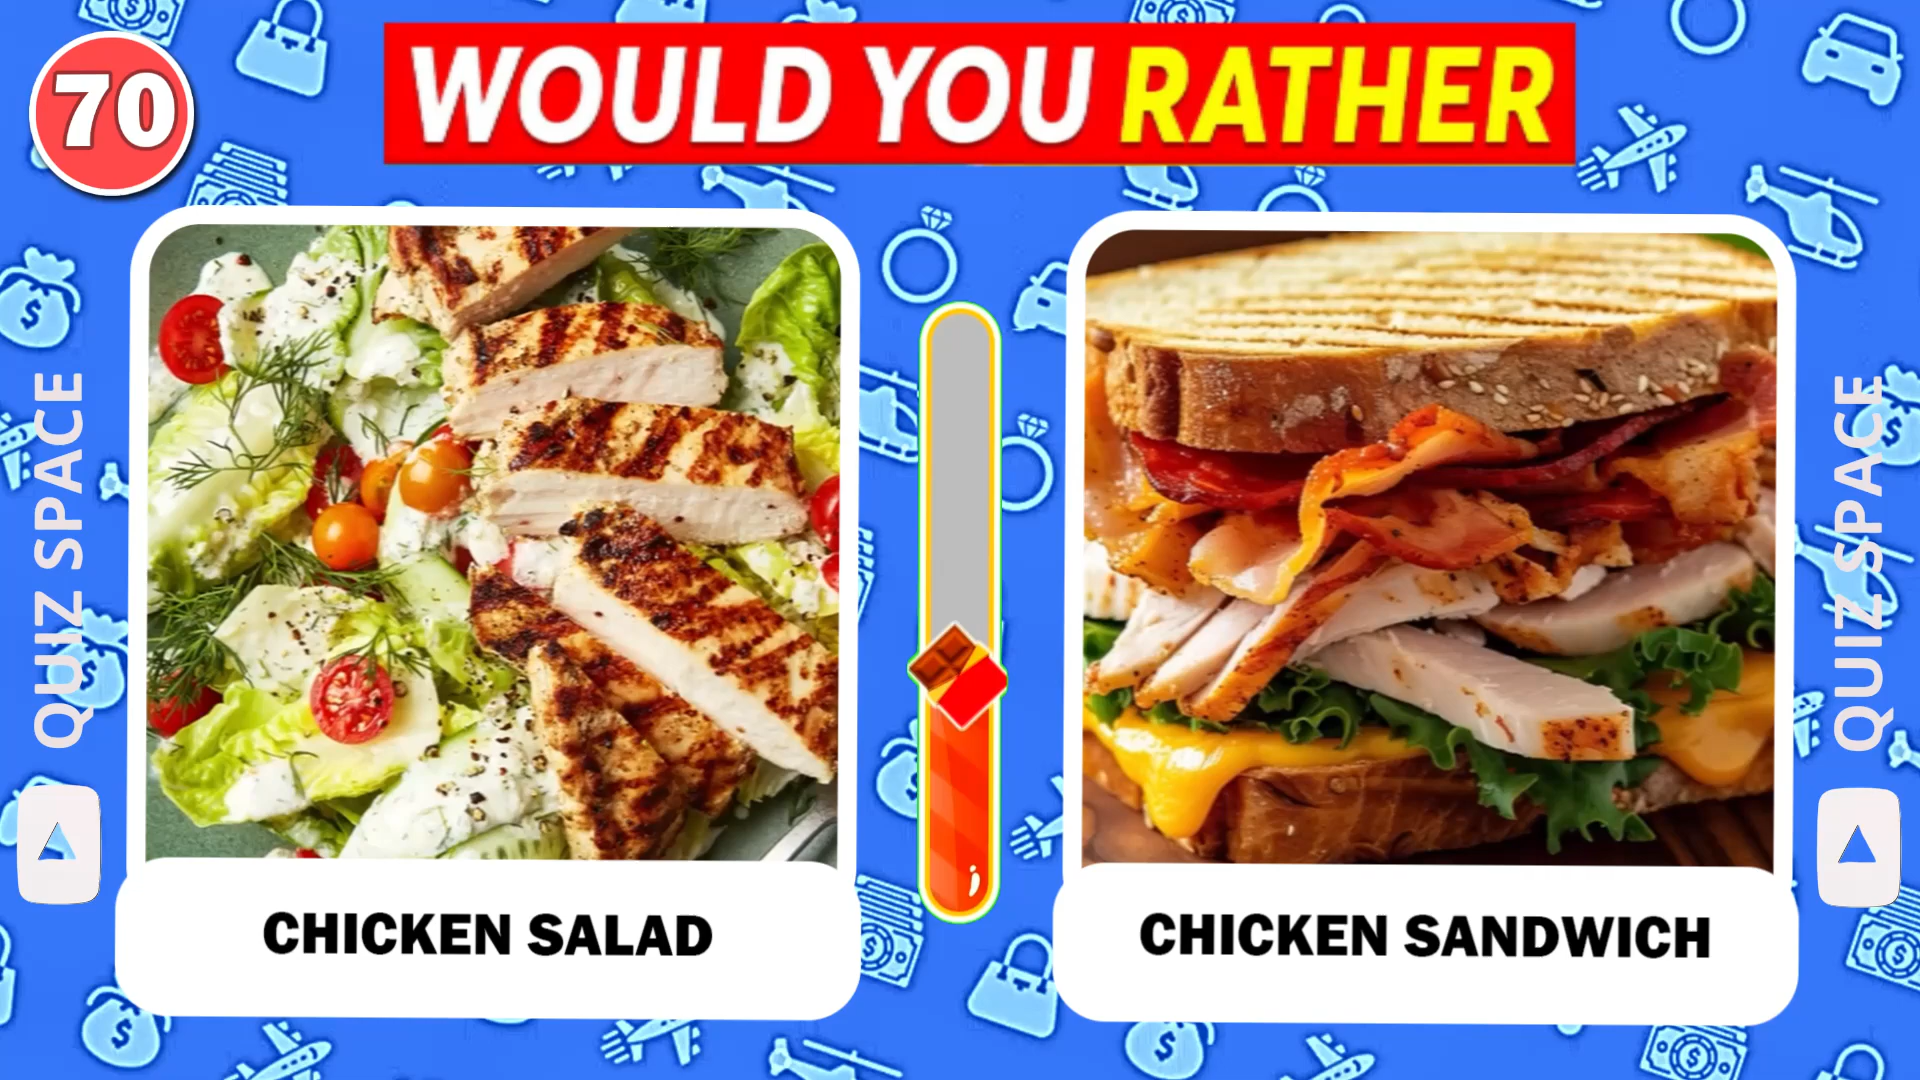 70
WOULD YOU RATHER
QUIZ SPACE
QUIZ SPACE
CHICKEN SALAD
CHICKEN SANDWICH